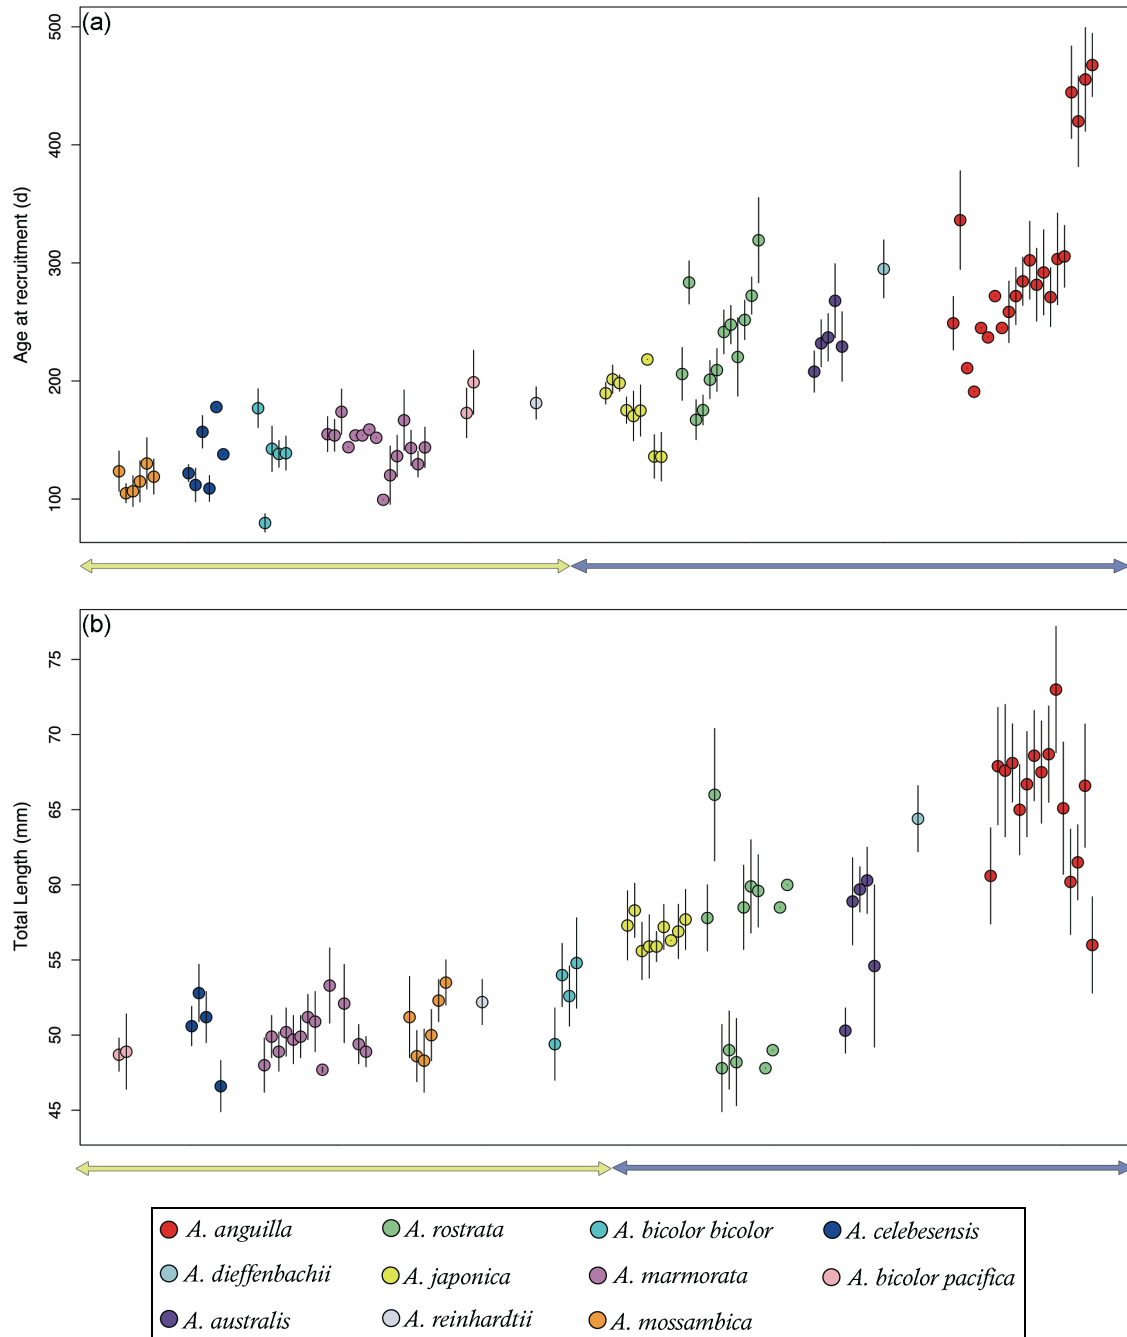 (a)
500
400
300
200
100
Age at recruitment (d)
(b)
75
70
65
60
55
50
45
Total Length (mm)
A. anguilla
A. rostrata
A. bicolor bicolor
A. celebesensis
A. dieffenbachii
A. japonica
A. marmorata
A. bicolor pacifica
A. australis
A. reinhardtii
A. mossambica